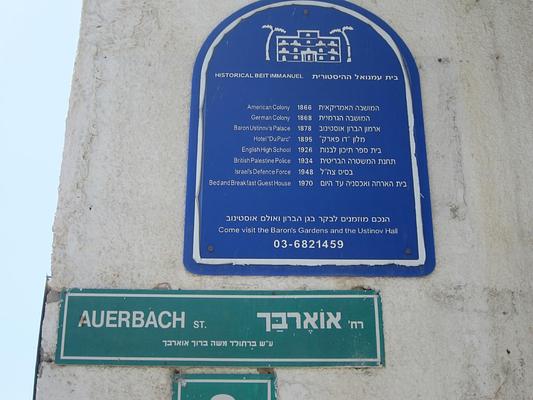 HISTORICAL BEIT IMMANUEL בית עמנואל ההיסטורית
American Colony 1866 המושבה האמריקאית
German Colony 1868 המושבה הגרמית
Baron Ustinov's Palace 1878 ארמון הברון אוסטינוב
Hotel "Du Parc" 1895 מלון "דו פארק"
English High School 1926 בית ספר תיכון לבנות
British Police Station 1934 תחנת המשטרה הבריטית
Israel's Defence Force 1948 בסיס צה"ל
Bed and Breakfast Guest House 1970 בית הארחה ואכסניה עד היום
הנכם מוזמנים לבקר בגן הברון ואולם אוסטינוב
Come visit the Baron's Gardens and the Ustinov Hall
03-6821459
AUERBACH ST. רח' אוֹאֶרבַּך
ע"ש ברתולד משה ברוך אוארבך